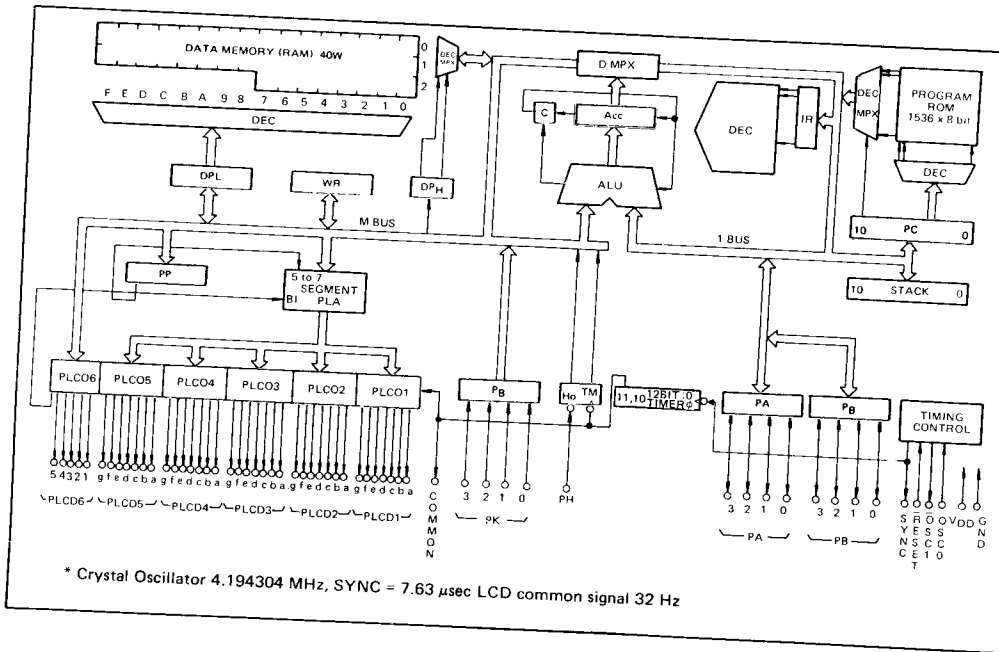 DATA MEMORY (RAM) 40W
0
1
2
F E D C B A 9 8 7 6 5 4 3 2 1 0
DEC
DEC
MPX
D MPX
C
Acc
ALU
DEC
IR
DEC
MPX
PROGRAM
ROM
1536 x 8 bit
DEC
10 PC 0
10 STACK 0
DPL
WR
DPH
M BUS
1 BUS
PP
5 to 7
SEGMENT
BI PLA
PLCO6 PLCO5 PLCO4 PLCO3 PLCO2 PLCO1
PB
Ho TM
11,10 12BIT :0
TIMER φ
PA
PB
TIMING
CONTROL
5 4 3 2 1 g f e d c b a g f e d c b a g f e d c b a g f e d c b a g f e d c b a
PLCD6 PLCD5 PLCD4 PLCD3 PLCD2 PLCD1
COMMON
3 2 1 0
PK
PH
3 2 1 0
PA
3 2 1 0
PB
SYNC
RESET
OSC1
OSC0
VDD
GND
* Crystal Oscillator 4.194304 MHz, SYNC = 7.63 μsec LCD common signal 32 Hz